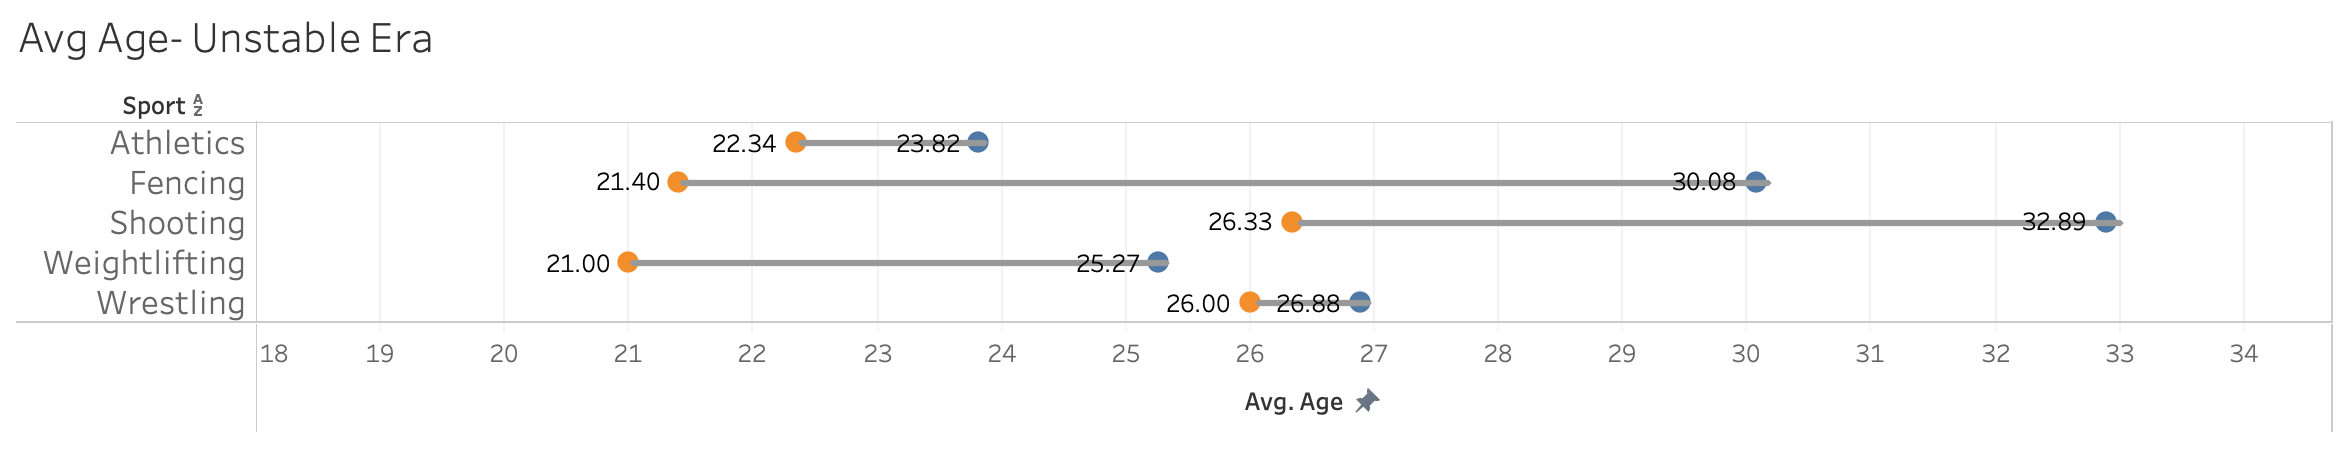 Avg Age- Unstable Era
Sport
Athletics 22.34 23.82
Fencing 21.40 30.08
Shooting 26.33 32.89
Weightlifting 21.00 25.27
Wrestling 26.00 26.88
18 19 20 21 22 23 24 25 26 27 28 29 30 31 32 33 34
Avg. Age